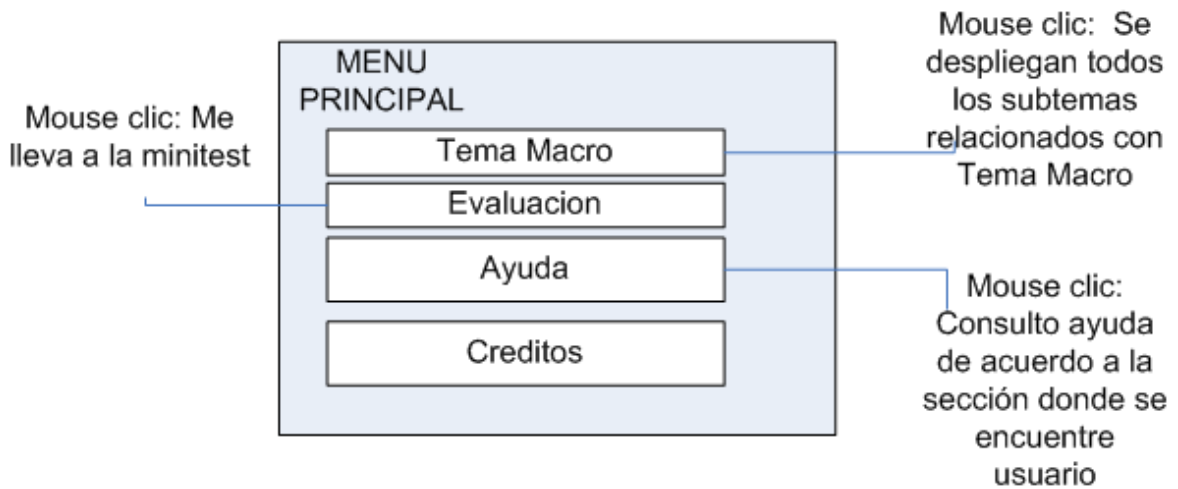 MENU
PRINCIPAL
Tema Macro
Evaluacion
Ayuda
Creditos
Mouse clic: Me
lleva a la minitest
Mouse clic: Se
despliegan todos
los subtemas
relacionados con
Tema Macro
Mouse clic:
Consulto ayuda
de acuerdo a la
sección donde se
encuentre
usuario